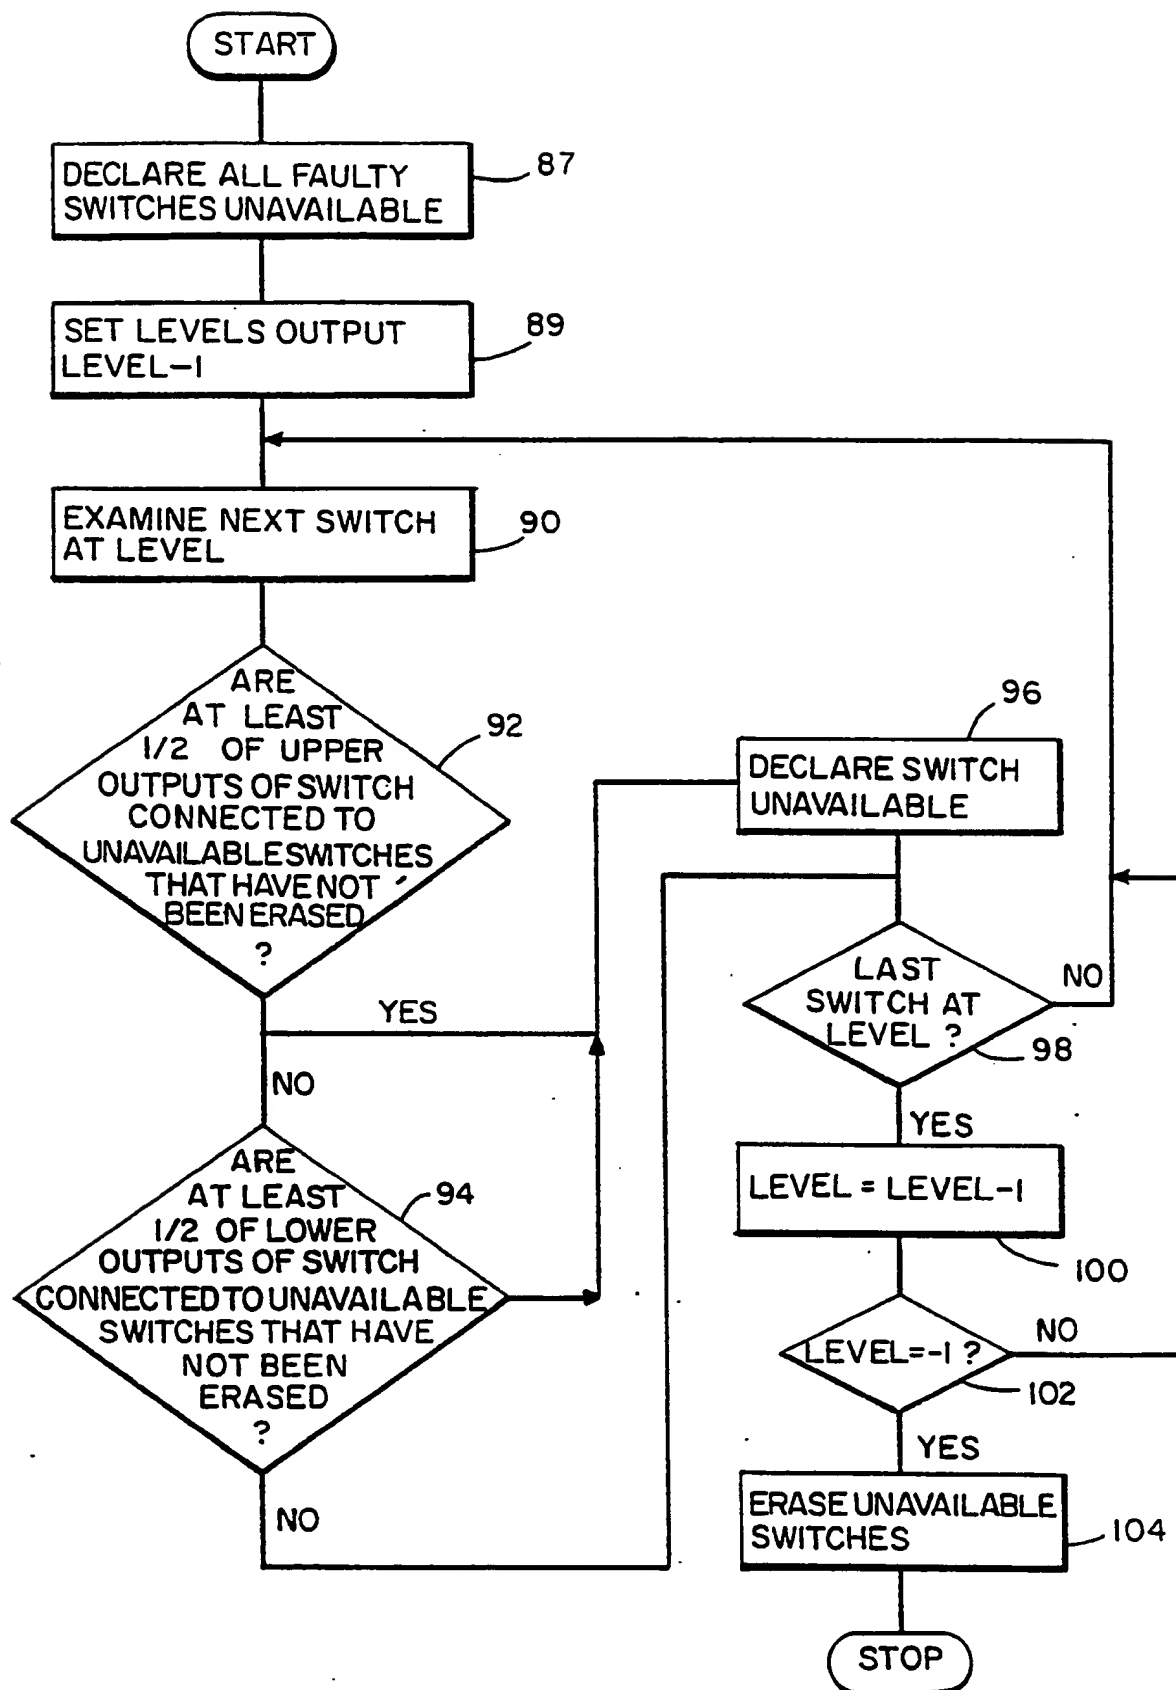 START
DECLARE ALL FAULTY
SWITCHES UNAVAILABLE
87
SET LEVELS OUTPUT
LEVEL-1
89
EXAMINE NEXT SWITCH
AT LEVEL
90
ARE
AT LEAST
1/2 OF UPPER
OUTPUTS OF SWITCH
CONNECTED TO
UNAVAILABLE SWITCHES
THAT HAVE NOT
BEEN ERASED
?
92
YES
NO
ARE
AT LEAST
1/2 OF LOWER
OUTPUTS OF SWITCH
CONNECTED TO UNAVAILABLE
SWITCHES THAT HAVE
NOT BEEN
ERASED
?
94
NO
96
DECLARE SWITCH
UNAVAILABLE
LAST
SWITCH AT
LEVEL ?
NO
98
YES
LEVEL = LEVEL-1
100
LEVEL=-1 ?
NO
102
YES
ERASE UNAVAILABLE
SWITCHES
104
STOP